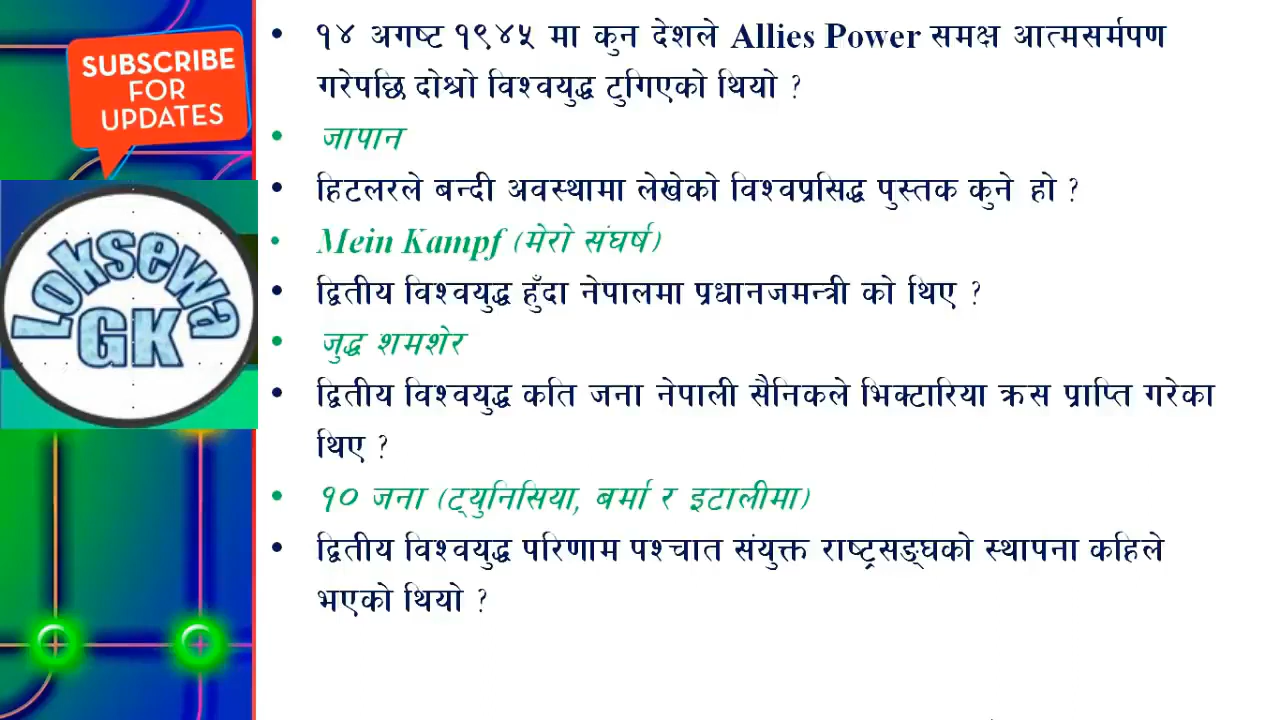 SUBSCRIBE
FOR
UPDATES
Loksewa
GK
• १४ अगष्ट १९४५ मा कुन देशले Allies Power समक्ष आत्मसर्मपण
गरेपछि दोश्रो विश्वयुद्ध टुगिएको थियो ?
• जापान
• हिटलरले बन्दी अवस्थामा लेखेको विश्वप्रसिद्ध पुस्तक कुने हो ?
• Mein Kampf (मेरो संघर्ष)
• द्वितीय विश्वयुद्ध हुँदा नेपालमा प्रधानजमन्त्री को थिए ?
• जुद्ध शमशेर
• द्वितीय विश्वयुद्ध कति जना नेपाली सैनिकले भिक्टारिया क्रस प्राप्ति गरेका
थिए ?
• १० जना (ट्युनिसिया, बर्मा र इटालीमा)
• द्वितीय विश्वयुद्ध परिणाम पश्चात संयुक्त राष्ट्रसङ्घको स्थापना कहिले
भएको थियो ?